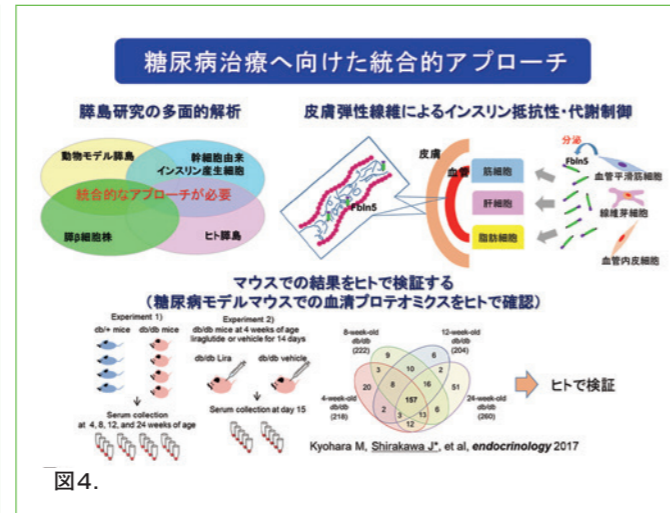 糖尿病治療へ向けた統合的アプローチ
膵島研究の多面的解析
動物モデル膵島
幹細胞由来
インスリン産生細胞
統合的なアプローチが必要
膵β細胞株
ヒト膵島
皮膚弾性線維によるインスリン抵抗性・代謝制御
Fbln5
皮膚
血管
筋細胞
肝細胞
脂肪細胞
分泌
Fbln5
血管平滑筋細胞
線維芽細胞
血管内皮細胞
マウスでの結果をヒトで検証する
(糖尿病モデルマウスでの血清プロテオミクスをヒトで確認)
Experiment 1)
db/+ mice db/db mice
Serum collection
at 4, 8, 12, and 24 weeks of age
Experiment 2)
db/db mice at 4 weeks of age
liraglutide or vehicle for 14 days
db/db Lira db/db vehicle
Serum collection at day 15
8-week-old
db/db
(222)
12-week-old
db/db
(204)
4-week-old
db/db
(218)
24-week-old
db/db
(260)
9
6
20
10
51
8
16
2
2
157
6
3
13
12
ヒトで検証
Kyohara M, Shirakawa J*, et al, endocrinology 2017
図4.